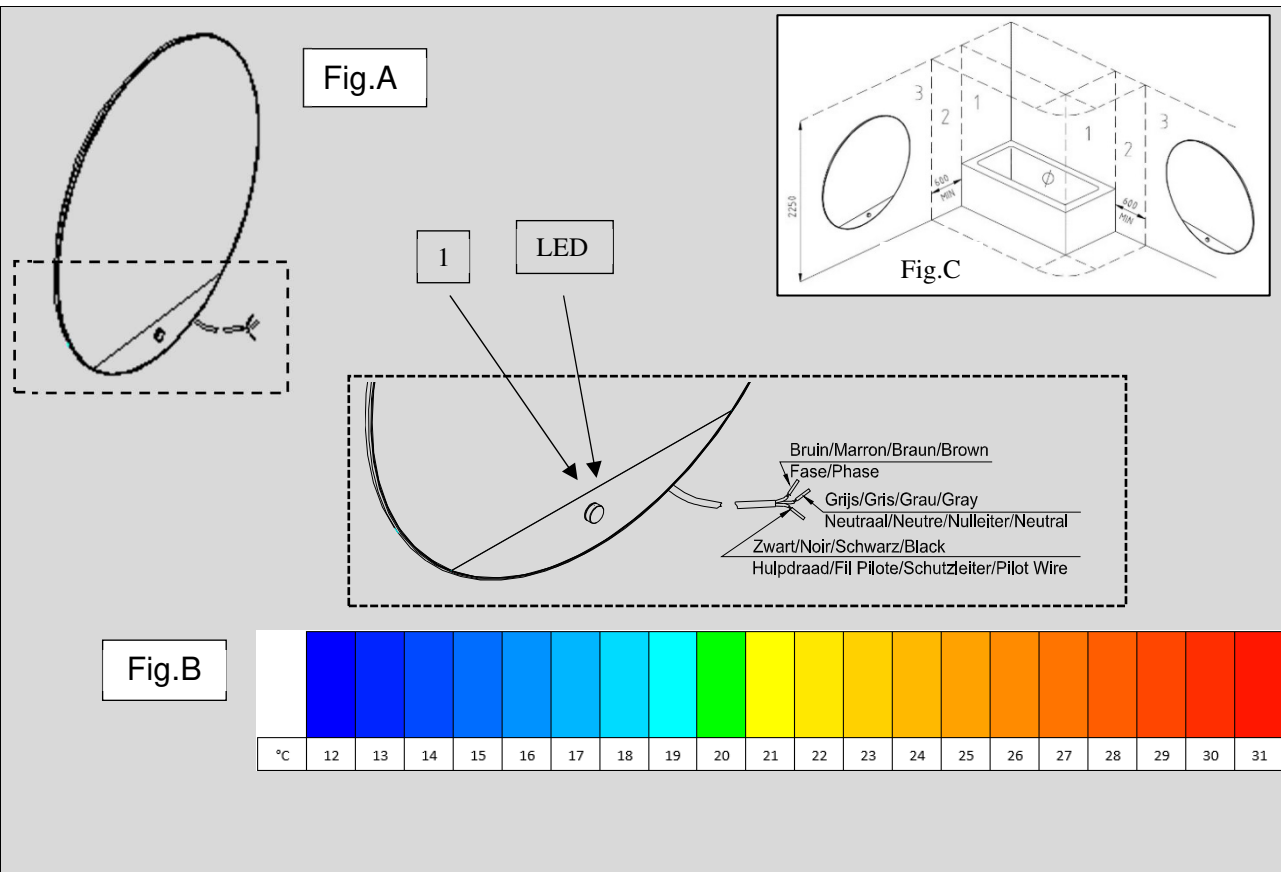 Fig.A
1
LED
3
2
1
1
2
3
600
MIN
600
MIN
2250
Fig.C
Bruin/Marron/Braun/Brown
Fase/Phase
Grijs/Gris/Grau/Gray
Neutraal/Neutre/Nulleiter/Neutral
Zwart/Noir/Schwarz/Black
Hulpdraad/Fil Pilote/Schutzleiter/Pilot Wire
Fig.B
°C 12 13 14 15 16 17 18 19 20 21 22 23 24 25 26 27 28 29 30 31